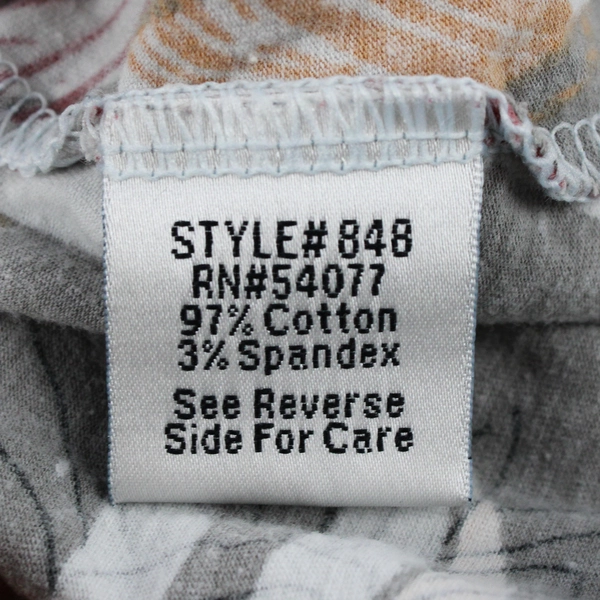 STYLE# 848
RN#54077
97% Cotton
3% Spandex
See Reverse
Side For Care